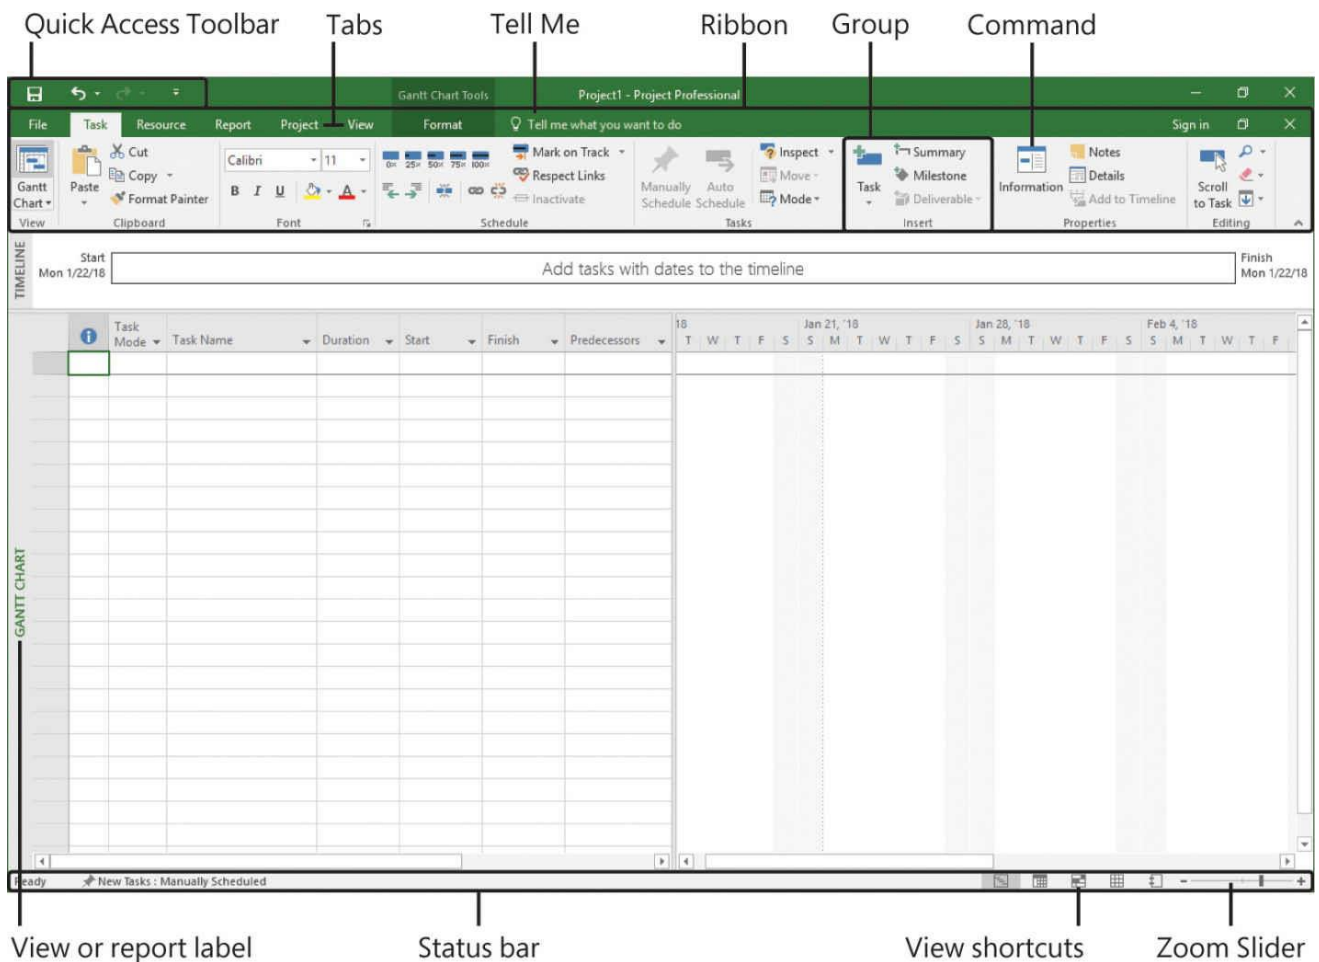 Quick Access Toolbar Tabs Tell Me Ribbon Group Command
Gantt Chart Tools Project1 - Project Professional
File Task Resource Report Project View Format Tell me what you want to do Sign in
Cut Calibri 11 0× 25× 50× 75× 100× Mark on Track Inspect Summary Notes
Gantt Chart Paste Copy Respect Links Manually Schedule Auto Schedule Move Task Milestone Information Details Scroll to Task
Format Painter B I U A Inactivate Mode Deliverable Add to Timeline
View Clipboard Font Schedule Tasks Insert Properties Editing
TIMELINE
Start Finish
Mon 1/22/18 Add tasks with dates to the timeline Mon 1/22/18
18 Jan 21, '18 Jan 28, '18 Feb 4, '18
Task Mode Task Name Duration Start Finish Predecessors T W T F S S M T W T F S S M T W T F S S M T W T F
GANTT CHART
Ready New Tasks : Manually Scheduled
View or report label Status bar View shortcuts Zoom Slider